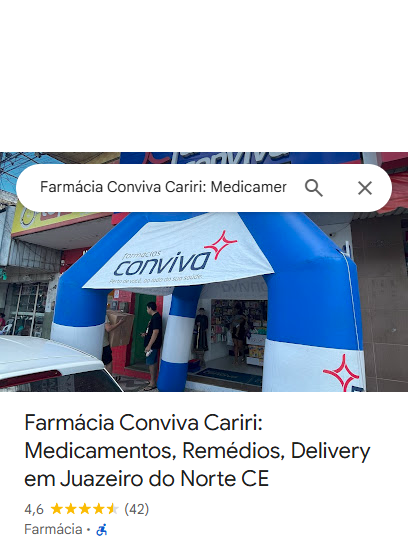 conviva
Farmácia Conviva Cariri: Medicamen
farmácias
conviva
Farmácia Conviva Cariri:
Medicamentos, Remédios, Delivery
em Juazeiro do Norte CE
4,6 (42)
Farmácia ·